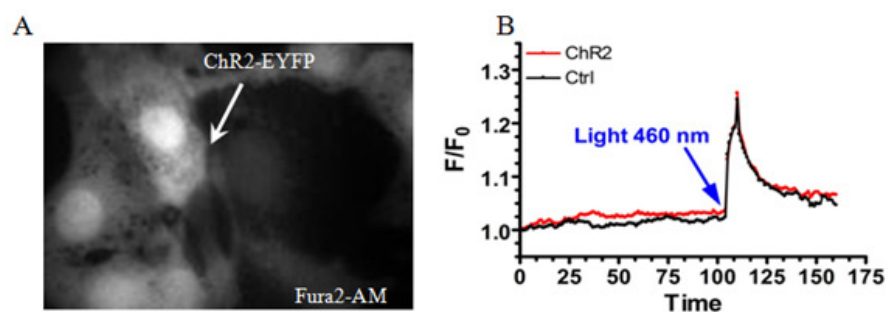 A
ChR2-EYFP
Fura2-AM
B
ChR2
Ctrl
Light 460 nm
F/F0
1.3
1.2
1.1
1.0
0 25 50 75 100 125 150 175
Time